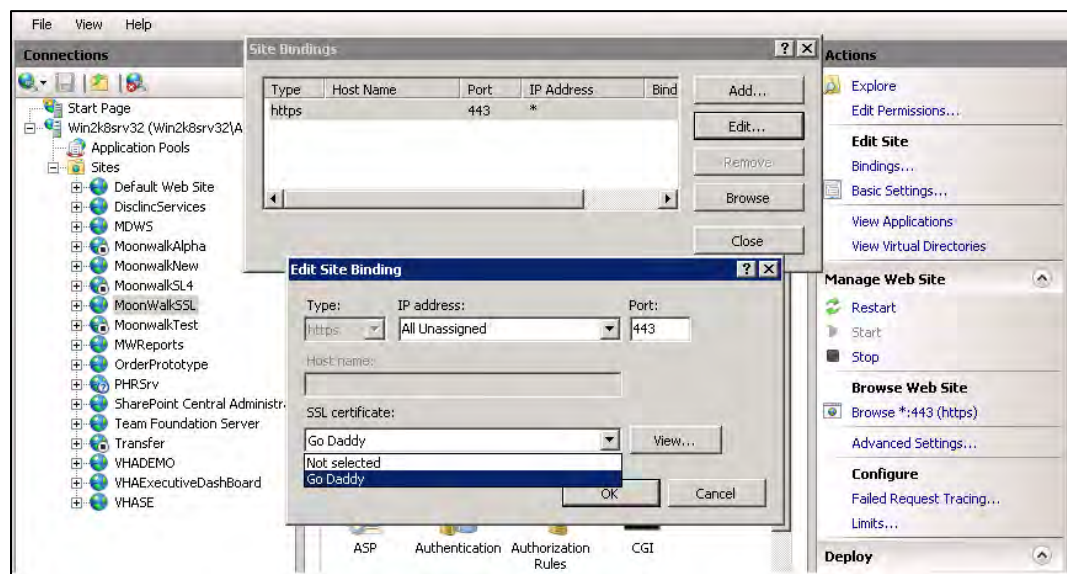 File View Help
Connections
Start Page
Win2k8srv32 (Win2k8srv32\A
Application Pools
Sites
Default Web Site
DisclincServices
MDWS
MoonwalkAlpha
MoonwalkNew
MoonwalkSL4
MoonWalkSSL
MoonwalkTest
MWReports
OrderPrototype
PHRSrv
SharePoint Central Administr
Team Foundation Server
Transfer
VHADEMO
VHAExecutiveDashBoard
VHASE
Site Bindings
Type Host Name Port IP Address Bind
https 443 *
Add...
Edit...
Remove
Browse
Close
Edit Site Binding
Type: IP address: Port:
https All Unassigned 443
Host name:
SSL certificate:
Go Daddy View...
Not selected
Go Daddy
OK Cancel
ASP Authentication Authorization Rules CGI
Actions
Explore
Edit Permissions...
Edit Site
Bindings...
Basic Settings...
View Applications
View Virtual Directories
Manage Web Site
Restart
Start
Stop
Browse Web Site
Browse *:443 (https)
Advanced Settings...
Configure
Failed Request Tracing...
Limits...
Deploy